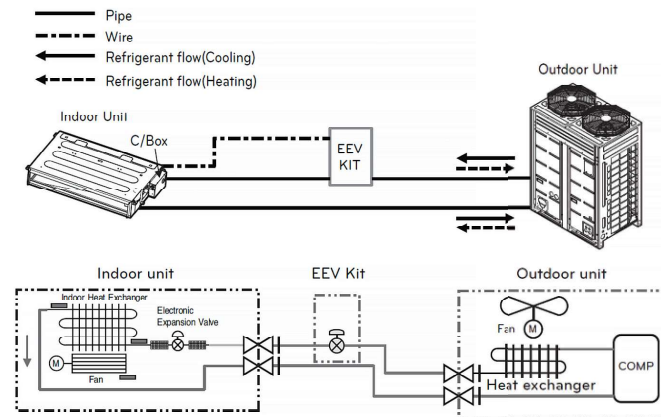 Pipe
Wire
Refrigerant flow(Cooling)
Refrigerant flow(Heating)
Outdoor Unit
Indoor Unit
C/Box
EEV
KIT
Indoor unit
EEV Kit
Outdoor unit
Indoor Heat Exchanger
Electronic
Expansion Valve
M
Fan
Fan
M
Heat exchanger
COMP